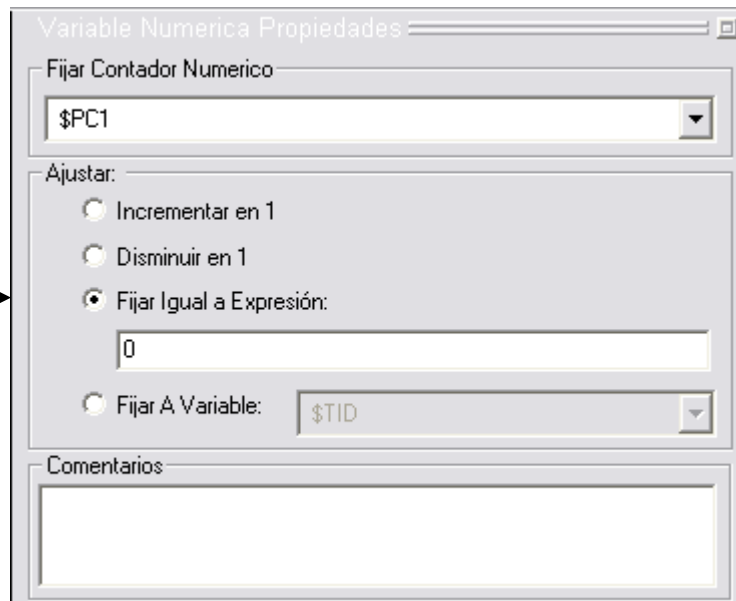 Variable Numerica Propiedades
Fijar Contador Numerico
$PC1
Ajustar:
Incrementar en 1
Disminuir en 1
Fijar Igual a Expresión:
0
Fijar A Variable: $TID
Comentarios